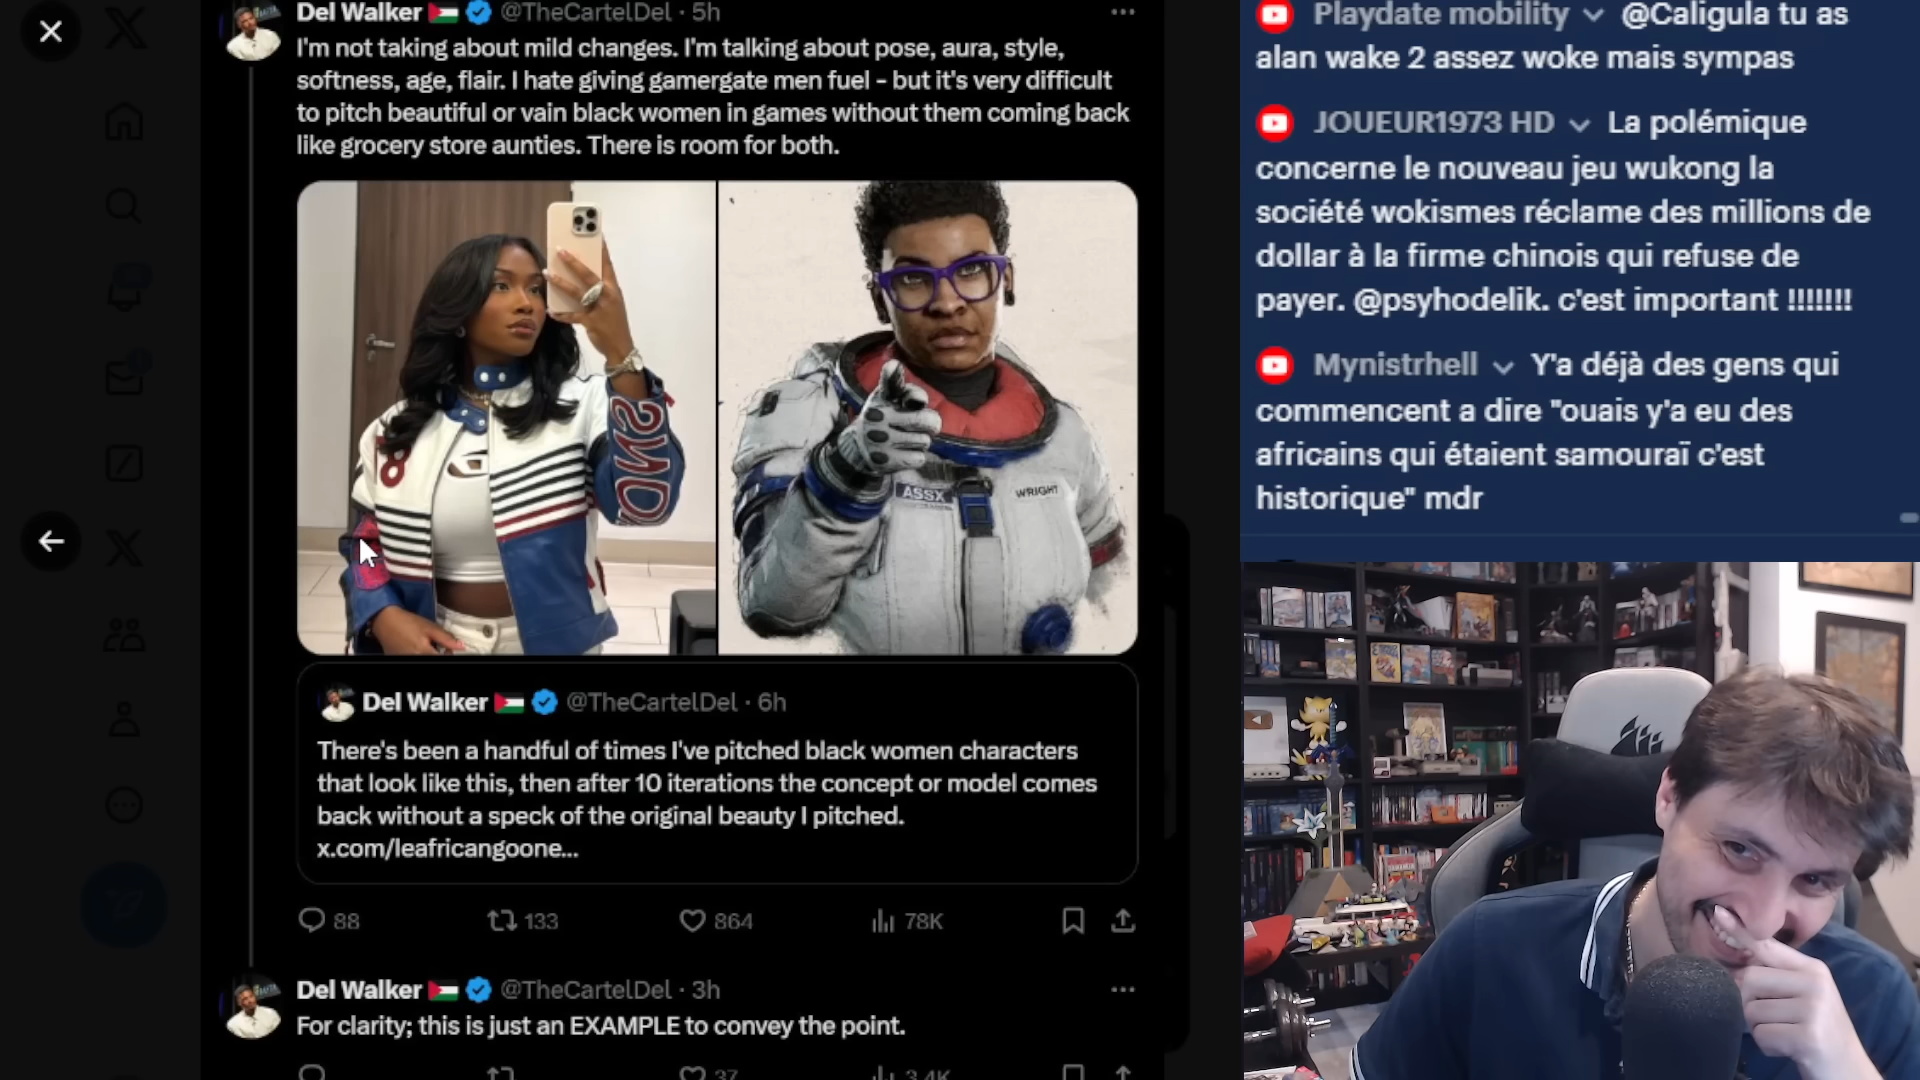 Del Walker @TheCartelDel · 5h
I'm not taking about mild changes. I'm talking about pose, aura, style,
softness, age, flair. I hate giving gamergate men fuel - but it's very difficult
to pitch beautiful or vain black women in games without them coming back
like grocery store aunties. There is room for both.
ASSX
WRIGHT
Del Walker @TheCartelDel · 6h
There's been a handful of times I've pitched black women characters
that look like this, then after 10 iterations the concept or model comes
back without a speck of the original beauty I pitched.
x.com/leafricangoone...
88 133 864 78K
Del Walker @TheCartelDel · 3h
For clarity; this is just an EXAMPLE to convey the point.
37 3.4K
Playdate mobility @Caligula tu as
alan wake 2 assez woke mais sympas
JOUEUR1973 HD La polémique
concerne le nouveau jeu wukong la
société wokismes réclame des millions de
dollar à la firme chinois qui refuse de
payer. @psyhodelik. c'est important !!!!!!!
Mynistrhell Y'a déjà des gens qui
commencent a dire "ouais y'a eu des
africains qui étaient samouraï c'est
historique" mdr